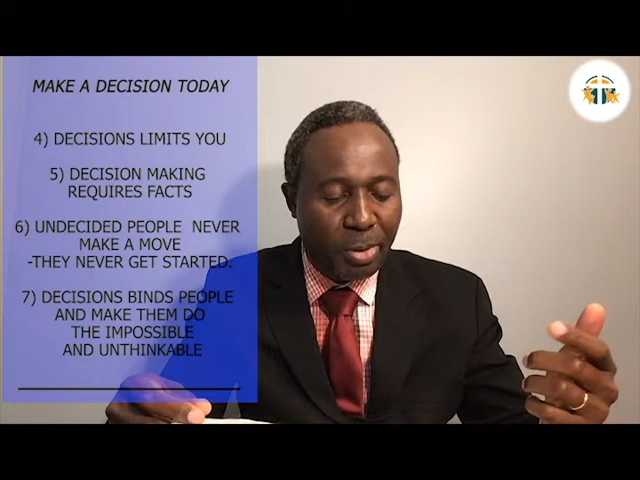 MAKE A DECISION TODAY
4) DECISIONS LIMITS YOU
5) DECISION MAKING
REQUIRES FACTS
6) UNDECIDED PEOPLE NEVER
MAKE A MOVE
-THEY NEVER GET STARTED.
7) DECISIONS BINDS PEOPLE
AND MAKE THEM DO
THE IMPOSSIBLE
AND UNTHINKABLE